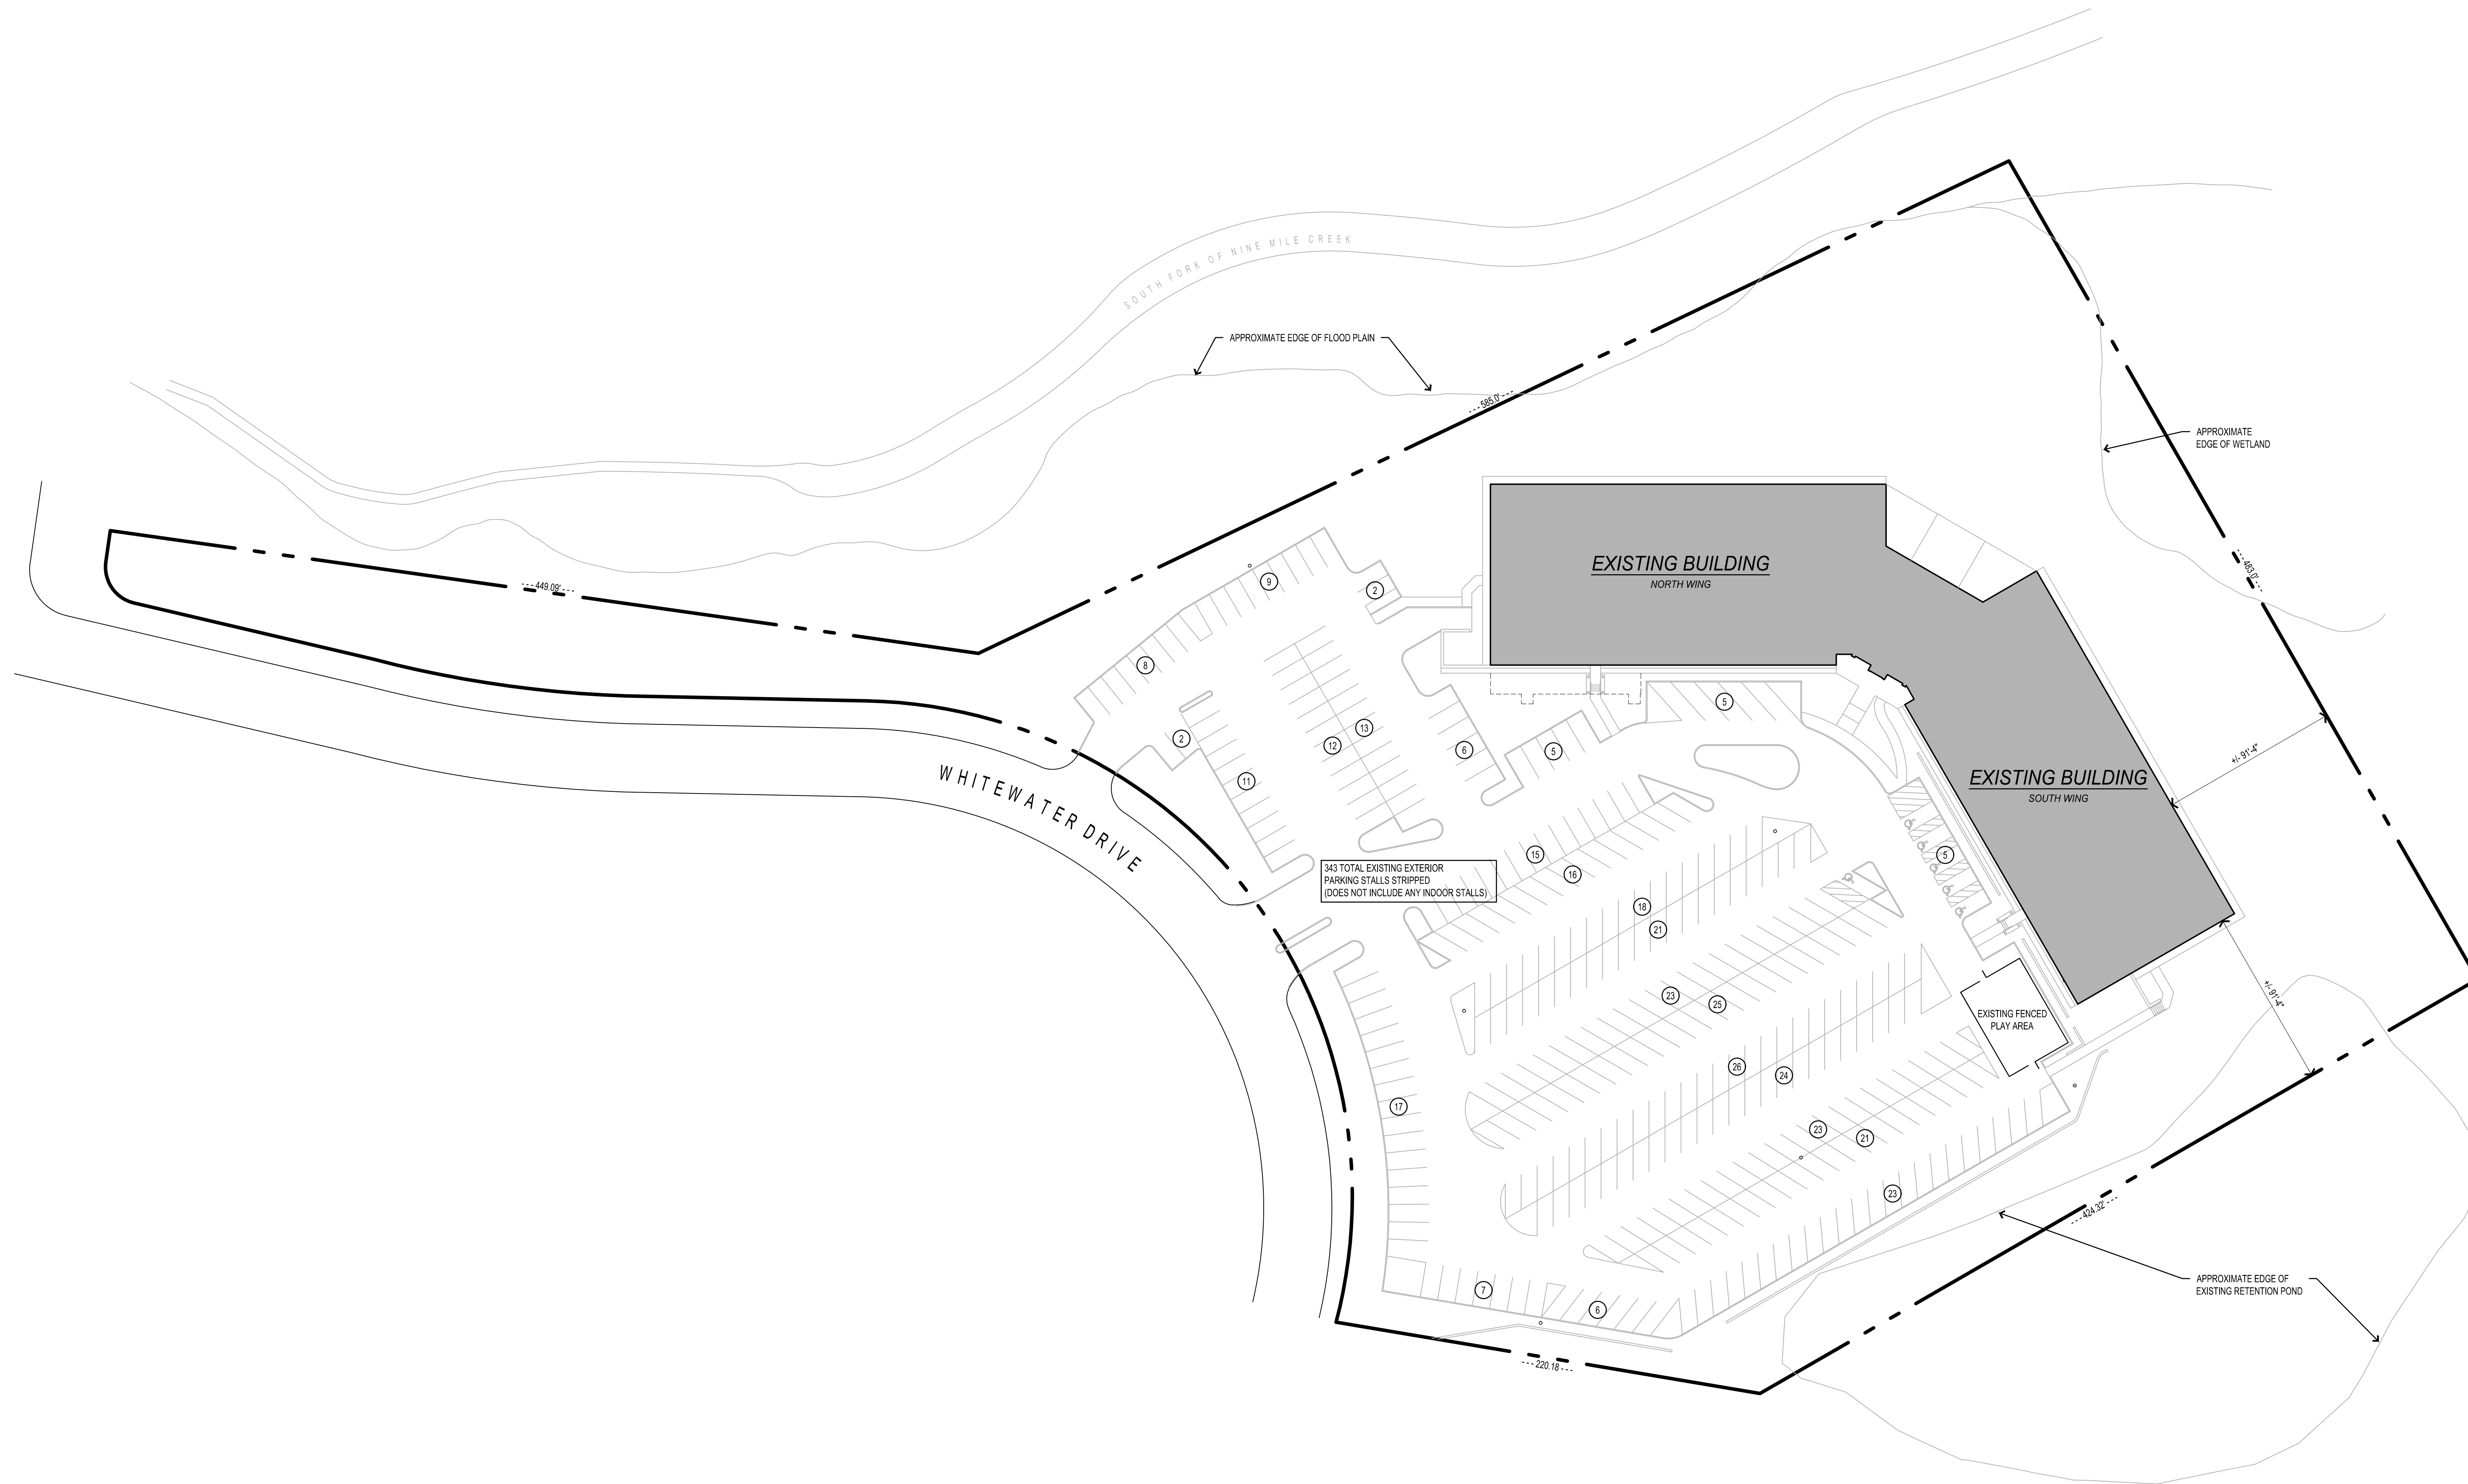 SOUTH FORK OF NINE MILE CREEK
APPROXIMATE EDGE OF FLOOD PLAIN
585.0'
APPROXIMATE
EDGE OF WETLAND
449.09'
483.0'
EXISTING BUILDING
NORTH WING
9
2
8
5
13
2
12
6
5
11
WHITEWATER DRIVE
+/- 91'-4"
EXISTING BUILDING
SOUTH WING
15
5
343 TOTAL EXISTING EXTERIOR
PARKING STALLS STRIPPED
(DOES NOT INCLUDE ANY INDOOR STALLS)
16
18
21
23
25
+/- 91'-4"
EXISTING FENCED
PLAY AREA
26
24
17
23
21
23
424.32'
7
6
APPROXIMATE EDGE OF
EXISTING RETENTION POND
220.18